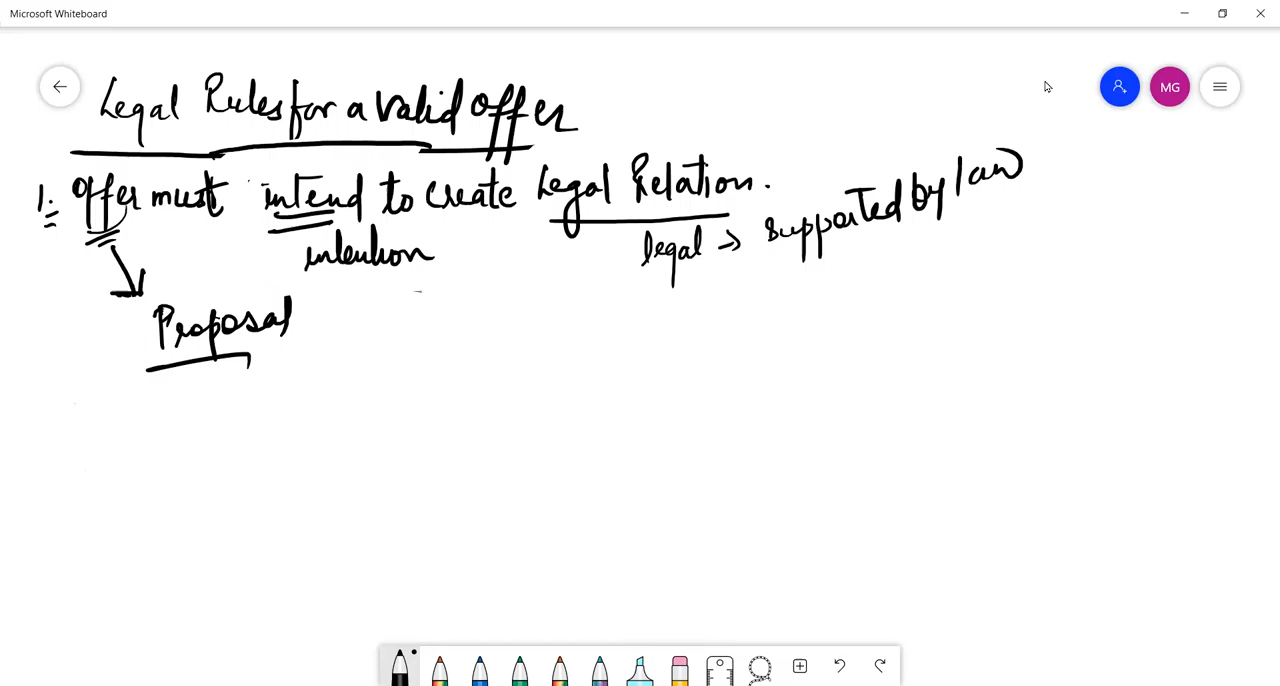 Microsoft Whiteboard
MG
Legal Rules for a valid offer
1. Offer must intend to create Legal Relation.
intention
legal → supported by law
Proposal